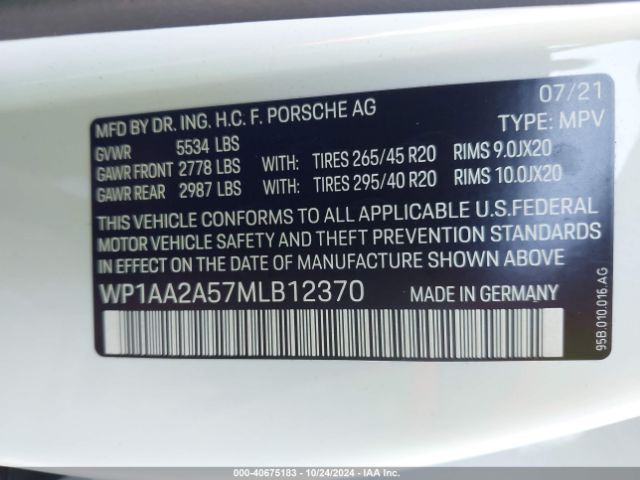 07/21
MFD BY DR. ING. H.C. F. PORSCHE AG TYPE: MPV
GVWR 5534 LBS
GAWR FRONT 2778 LBS WITH: TIRES 265/45 R20 RIMS 9.0JX20
GAWR REAR 2987 LBS WITH: TIRES 295/40 R20 RIMS 10.0JX20
THIS VEHICLE CONFORMS TO ALL APPLICABLE U.S.FEDERAL
MOTOR VEHICLE SAFETY AND THEFT PREVENTION STANDARDS
IN EFFECT ON THE DATE OF MANUFACTURE SHOWN ABOVE
WP1AA2A57MLB12370 MADE IN GERMANY
95B.010.016.AG
000-40675183 - 10/24/2024 - IAA Inc.